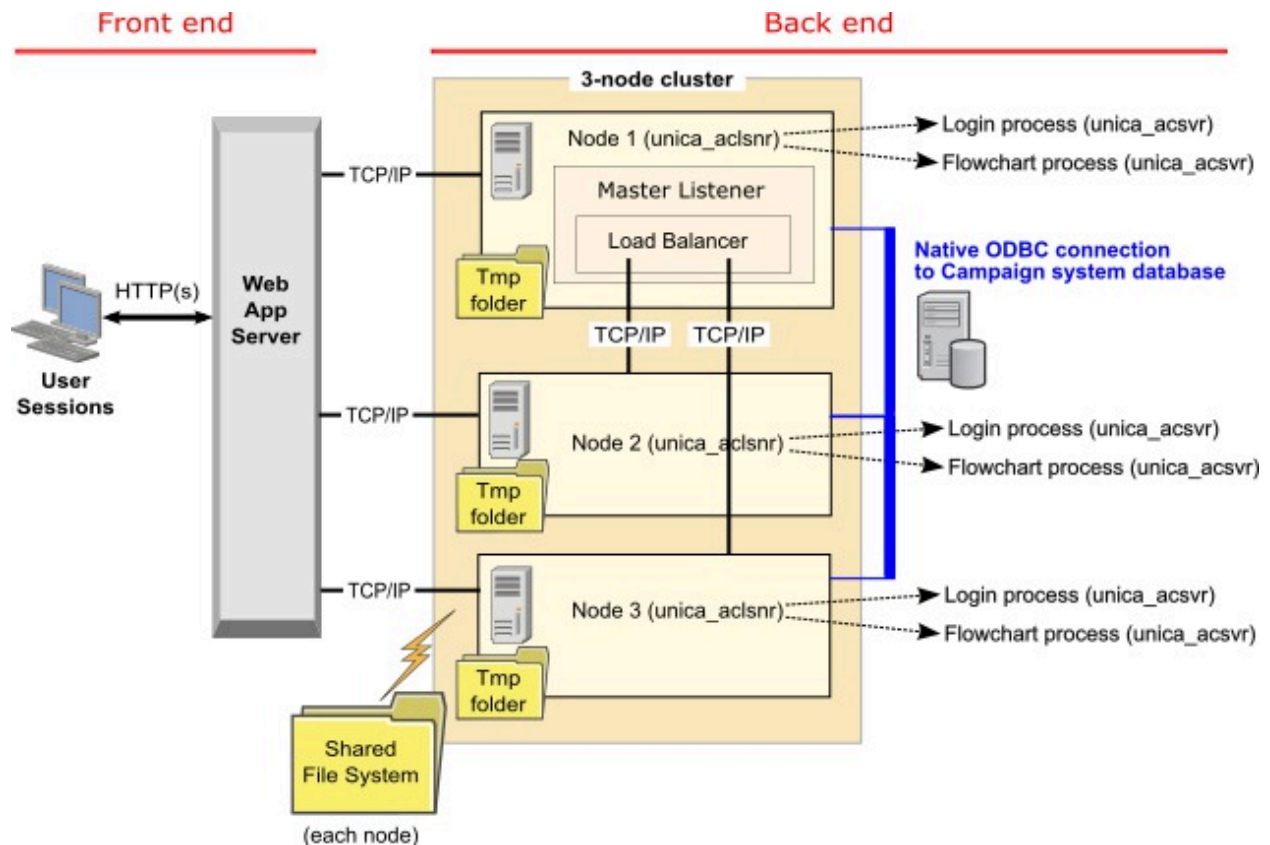 Front end
Back end
3-node cluster
Node 1 (unica_aclsnr)
Login process (unica_acsvr)
Flowchart process (unica_acsvr)
TCP/IP
Master Listener
Load Balancer
Tmp
folder
Native ODBC connection
to Campaign system database
HTTP(s)
Web
App
Server
User
Sessions
TCP/IP
TCP/IP
TCP/IP
Node 2 (unica_aclsnr)
Login process (unica_acsvr)
Flowchart process (unica_acsvr)
Tmp
folder
TCP/IP
Node 3 (unica_aclsnr)
Login process (unica_acsvr)
Flowchart process (unica_acsvr)
Tmp
folder
Shared
File System
(each node)